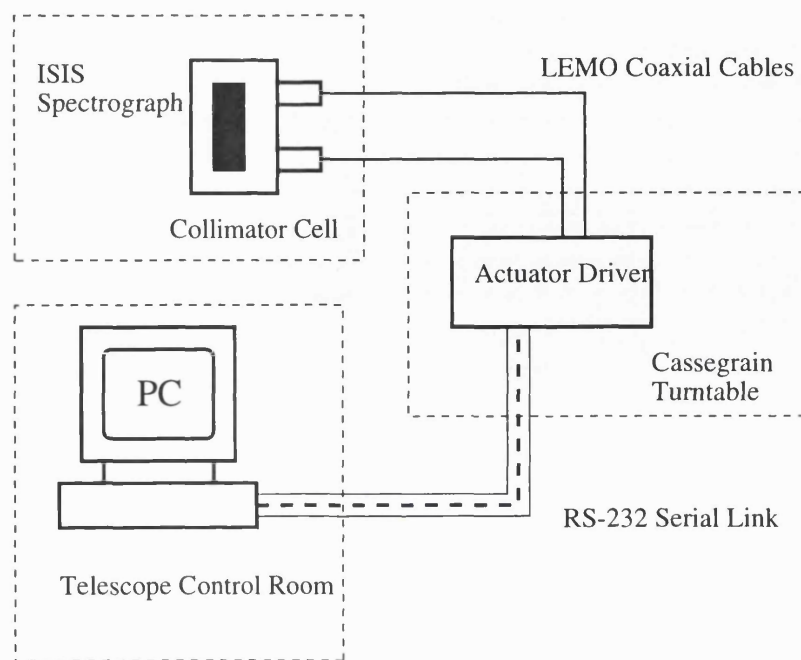 ISIS
Spectrograph
LEMO Coaxial Cables
Collimator Cell
Actuator Driver
Cassegrain
Turntable
PC
RS-232 Serial Link
Telescope Control Room